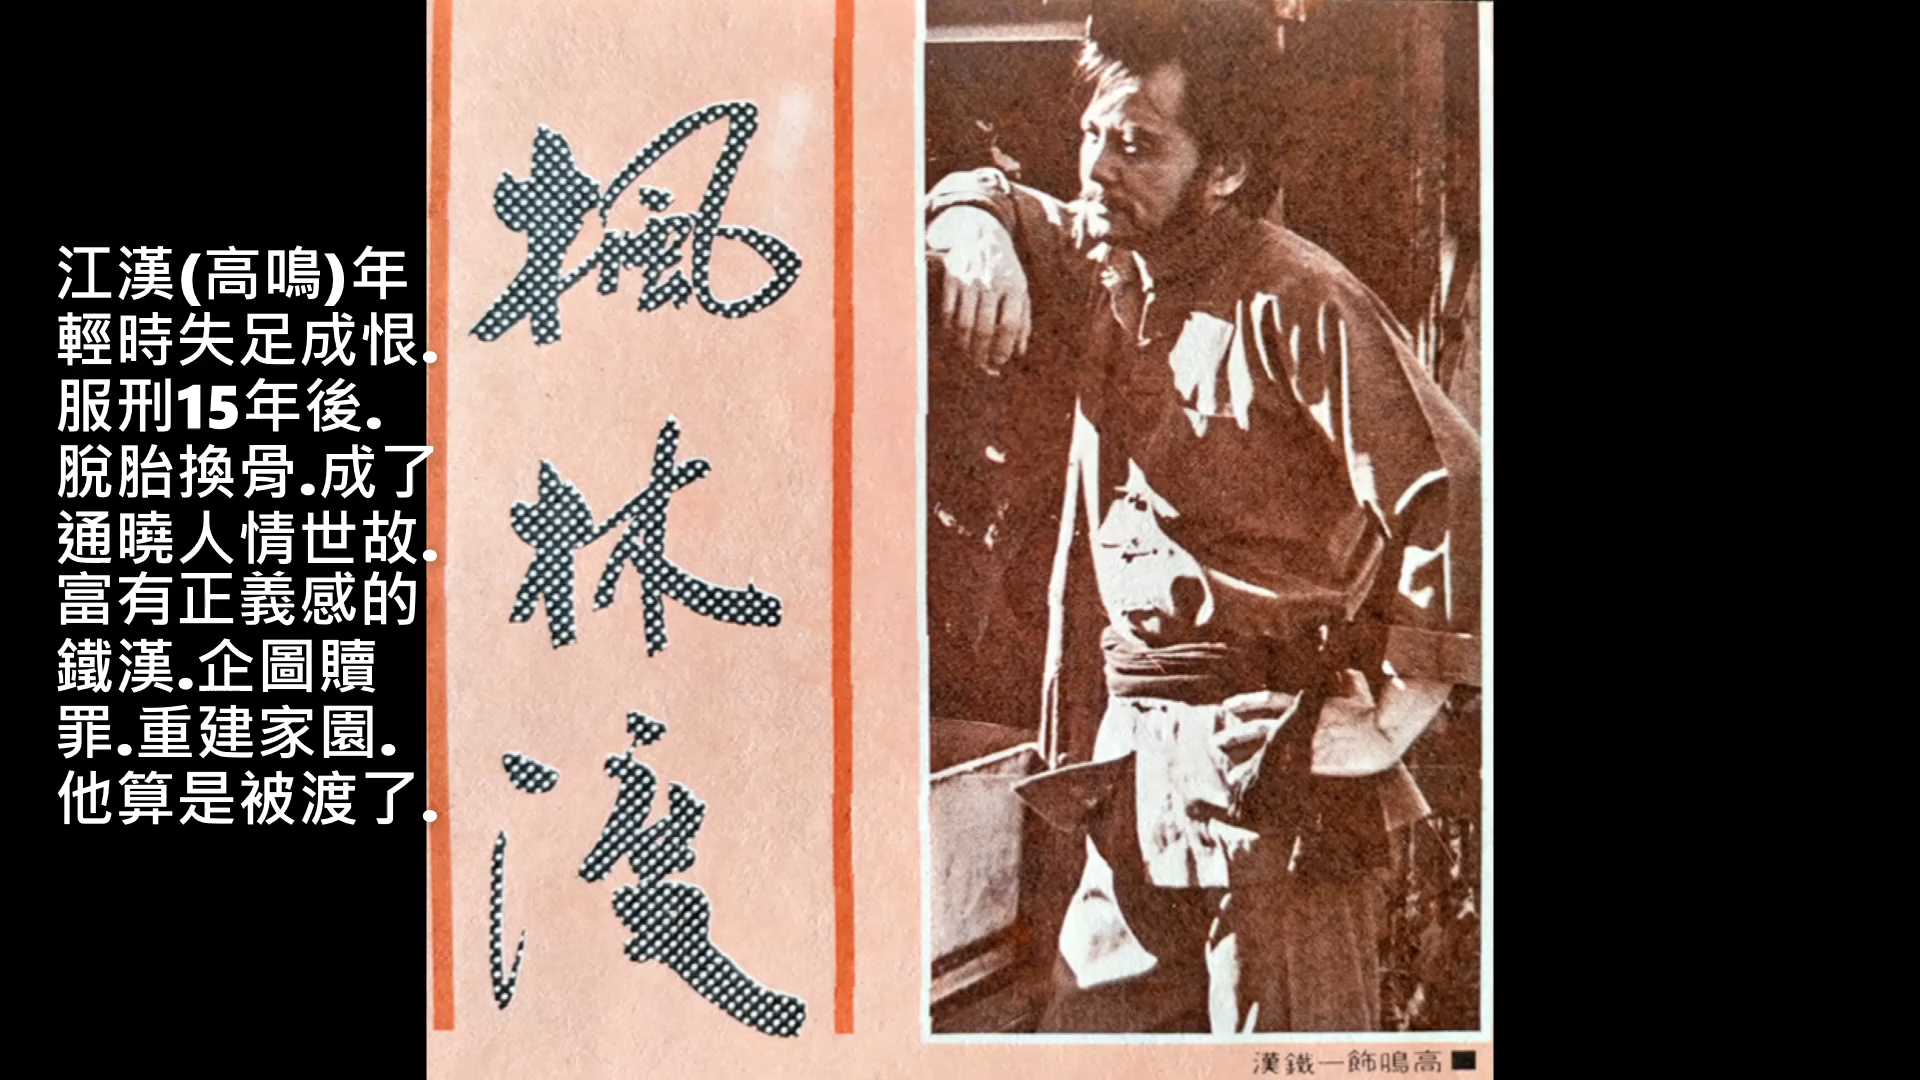 江漢(高鳴)年
輕時失足成恨.
服刑15年後.
脫胎換骨.成了
通曉人情世故.
富有正義感的
鐵漢.企圖贖
罪.重建家園.
他算是被渡了.
楓林渡
漢鐵一飾鳴高■